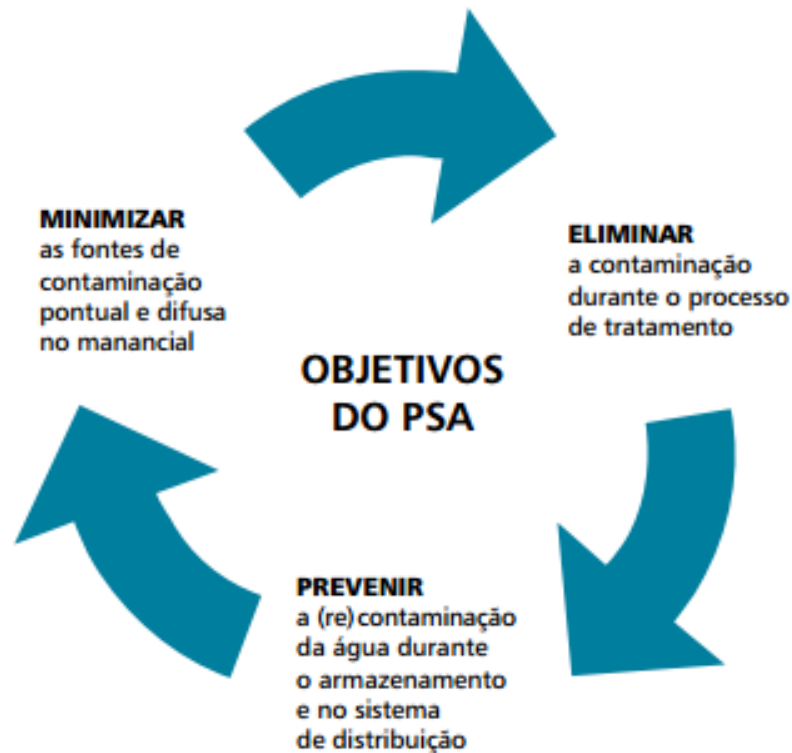 MINIMIZAR
as fontes de
contaminação
pontual e difusa
no manancial
ELIMINAR
a contaminação
durante o processo
de tratamento
OBJETIVOS
DO PSA
PREVENIR
a (re)contaminação
da água durante
o armazenamento
e no sistema
de distribuição